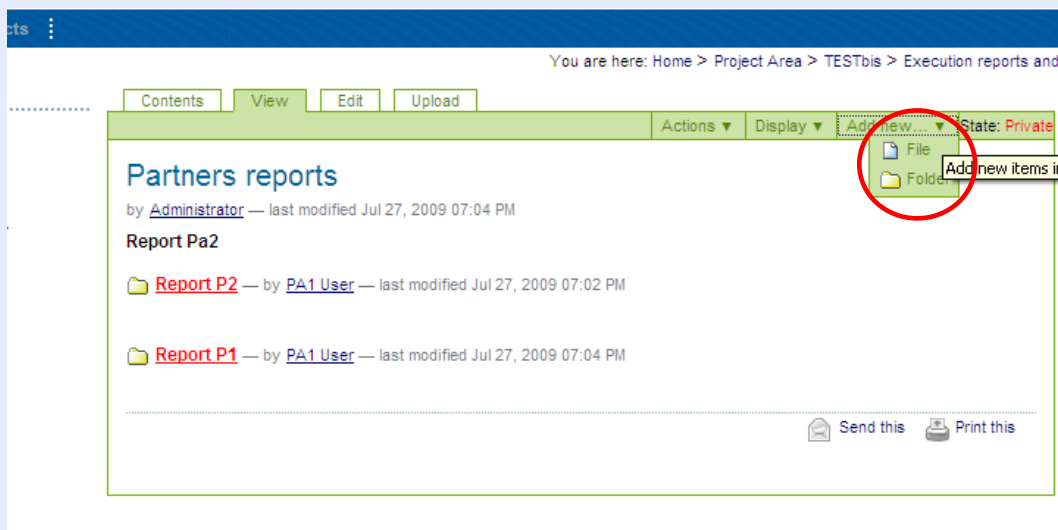 cts
You are here: Home > Project Area > TESTbis > Execution reports and
Contents View Edit Upload
Actions ▼ Display ▼ Add new... ▼ State: Private
File
Folder
Add new items i
Partners reports
by Administrator — last modified Jul 27, 2009 07:04 PM
Report Pa2
Report P2 — by PA1 User — last modified Jul 27, 2009 07:02 PM
Report P1 — by PA1 User — last modified Jul 27, 2009 07:04 PM
Send this Print this